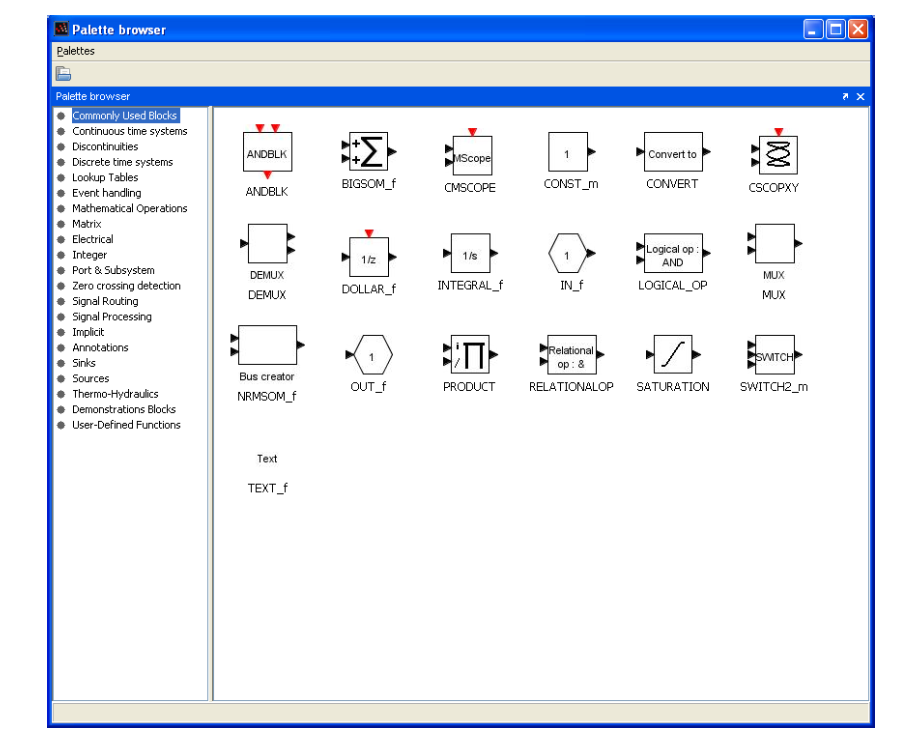 Palette browser
Palettes
Palette browser
Commonly Used Blocks
Continuous time systems
Discontinuities
Discrete time systems
Lookup Tables
Event handling
Mathematical Operations
Matrix
Electrical
Integer
Port & Subsystem
Zero crossing detection
Signal Routing
Signal Processing
Implicit
Annotations
Sinks
Sources
Thermo-Hydraulics
Demonstrations Blocks
User-Defined Functions
ANDBLK
ANDBLK
+
+
Σ
BIGSOM_f
MScope
CMSCOPE
1
CONST_m
Convert to
CONVERT
CSCOPXY
DEMUX
DEMUX
1/z
DOLLAR_f
1/s
INTEGRAL_f
1
IN_f
Logical op :
AND
LOGICAL_OP
MUX
MUX
Bus creator
NRMSOM_f
1
OUT_f
i
/
∏
PRODUCT
Relational
op : &
RELATIONALOP
SATURATION
SWITCH
SWITCH2_m
Text
TEXT_f